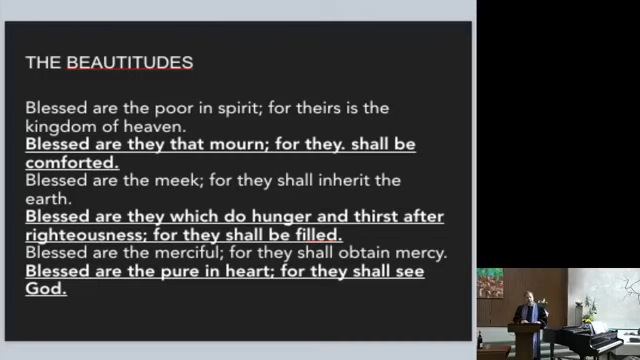 THE BEAUTITUDES
Blessed are the poor in spirit; for theirs is the
kingdom of heaven.
Blessed are they that mourn; for they. shall be
comforted.
Blessed are the meek; for they shall inherit the
earth.
Blessed are they which do hunger and thirst after
righteousness; for they shall be filled.
Blessed are the merciful; for they shall obtain mercy.
Blessed are the pure in heart; for they shall see
God.